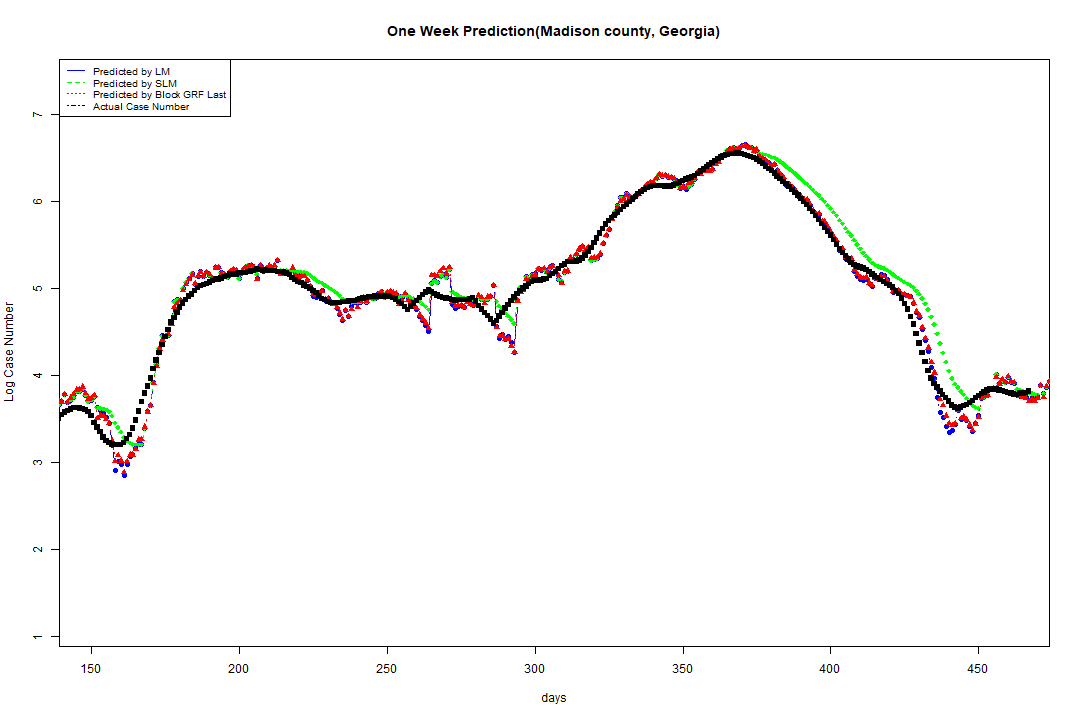 One Week Prediction(Madison county, Georgia)
Predicted by LM
Predicted by SLM
Predicted by Block GRF Last
Actual Case Number
7
6
5
4
3
2
1
Log Case Number
150 200 250 300 350 400 450
days